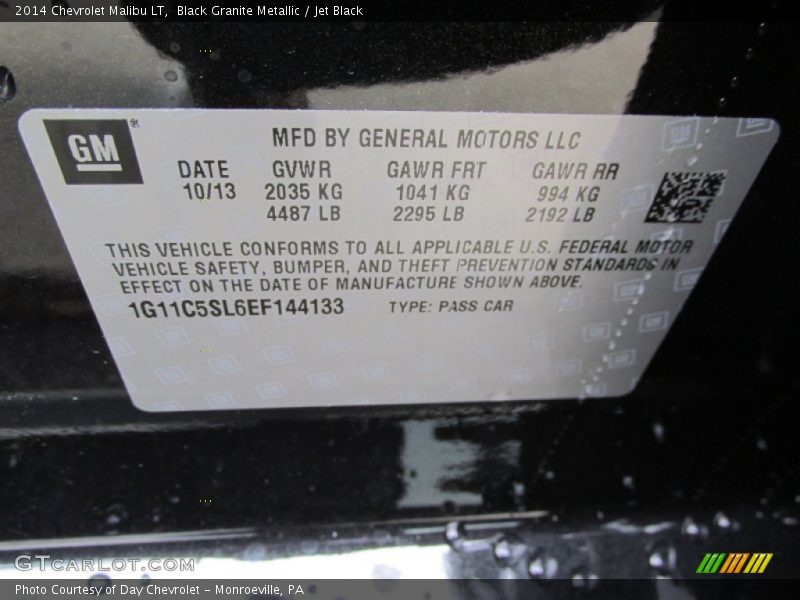 2014 Chevrolet Malibu LT, Black Granite Metallic / Jet Black
GM
MFD BY GENERAL MOTORS LLC
DATE GVWR GAWR FRT GAWR RR
10/13 2035 KG 1041 KG 994 KG
4487 LB 2295 LB 2192 LB
THIS VEHICLE CONFORMS TO ALL APPLICABLE U.S. FEDERAL MOTOR
VEHICLE SAFETY, BUMPER, AND THEFT PREVENTION STANDARDS IN
EFFECT ON THE DATE OF MANUFACTURE SHOWN ABOVE.
1G11C5SL6EF144133 TYPE: PASS CAR
GTCARLOT.COM
Photo Courtesy of Day Chevrolet - Monroeville, PA